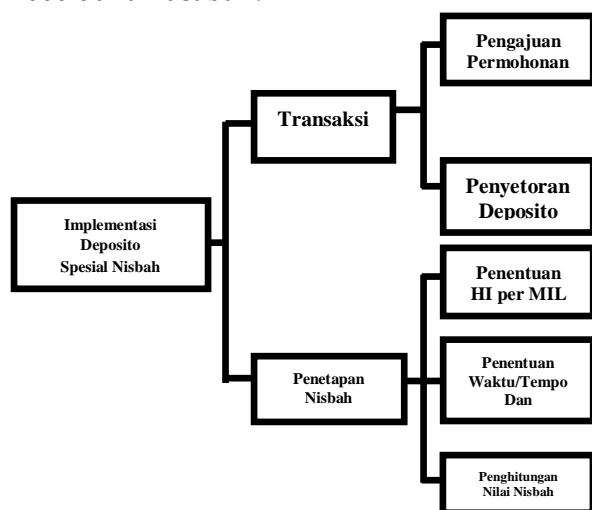 Pengajuan
Permohonan
Transaksi
Penyetoran
Deposito
Implementasi
Deposito
Spesial Nisbah
Penentuan
HI per MIL
Penetapan
Nisbah
Penentuan
Waktu/Tempo
Dan
Penghitungan
Nilai Nisbah